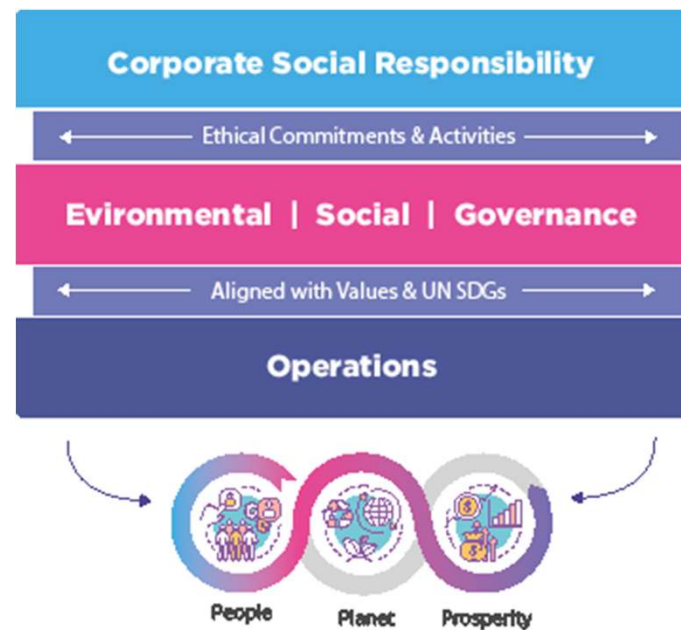 Corporate Social Responsibility
Ethical Commitments & Activities
Evironmental | Social | Governance
Aligned with Values & UN SDGs
Operations
People Planet Prosperity